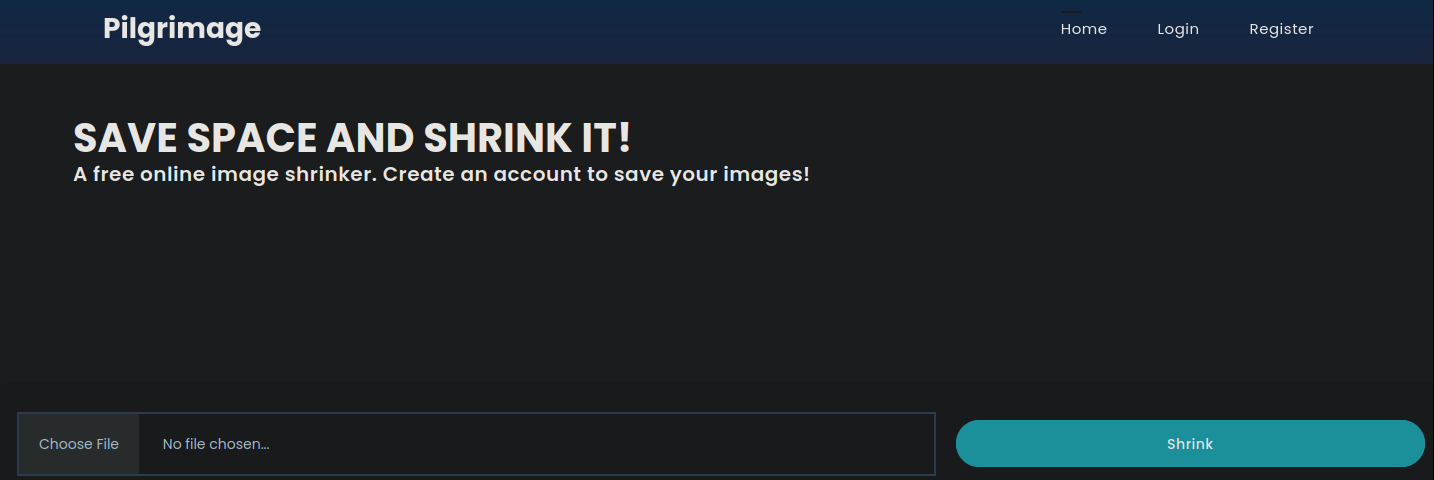 Pilgrimage
Home Login Register
SAVE SPACE AND SHRINK IT!
A free online image shrinker. Create an account to save your images!
Choose File No file chosen...
Shrink